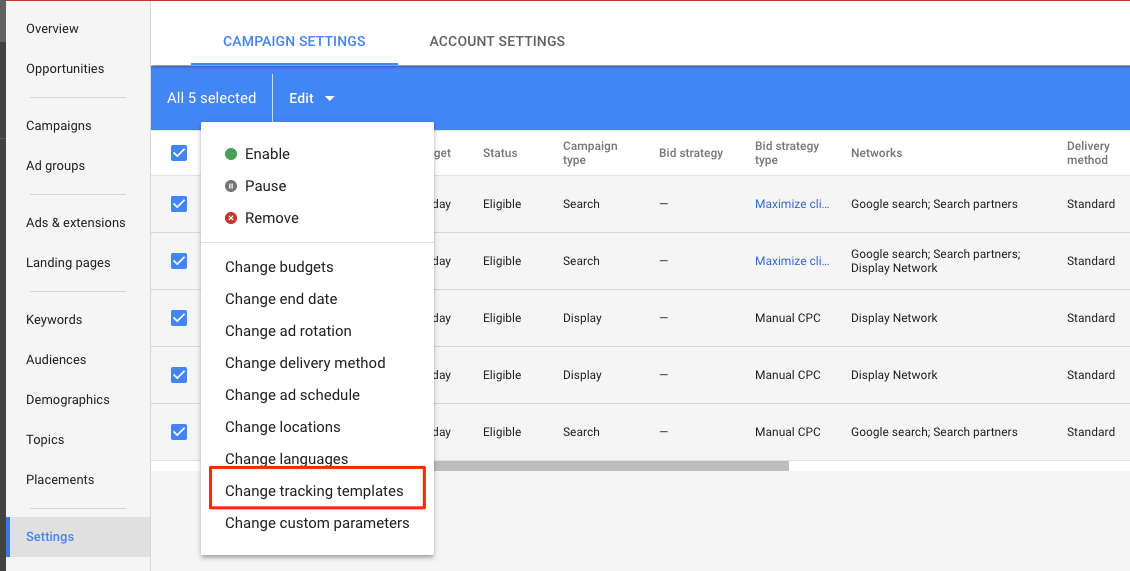 Overview
Opportunities
Campaigns
Ad groups
Ads & extensions
Landing pages
Keywords
Audiences
Demographics
Topics
Placements
Settings
CAMPAIGN SETTINGS
ACCOUNT SETTINGS
All 5 selected
Edit
Enable
Pause
Remove
Change budgets
Change end date
Change ad rotation
Change delivery method
Change ad schedule
Change locations
Change languages
Change tracking templates
Change custom parameters
get Status Campaign type Bid strategy Bid strategy type Networks Delivery method
day Eligible Search — Maximize cli... Google search; Search partners Standard
day Eligible Search — Maximize cli... Google search; Search partners; Display Network Standard
day Eligible Display — Manual CPC Display Network Standard
day Eligible Display — Manual CPC Display Network Standard
day Eligible Search — Manual CPC Google search; Search partners Standard